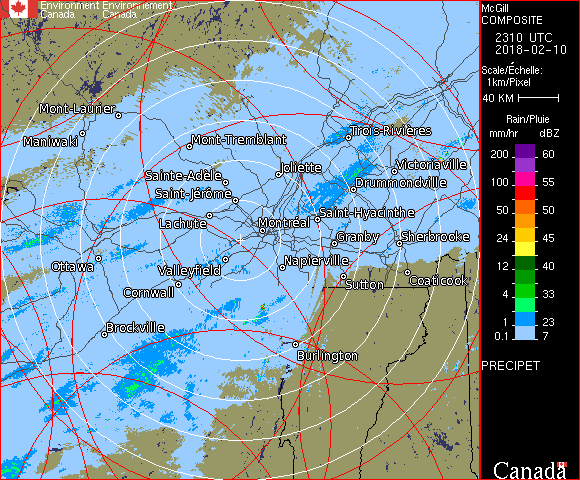 Environment Environnement
Canada Canada
McGill
COMPOSITE
2310 UTC
2018-02-10
Scale/Échelle:
1km/Pixel
40 KM
Rain/Pluie
mm/hr dBZ
200 60
100 55
50 50
24 45
12 40
4 33
1 23
0.1 7
PRECIPET
Canada
Mont-Laurier
Maniwaki
Mont-Tremblant
Trois-Rivières
Joliette
Victoriaville
Sainte-Adèle
Drummondville
Saint-Jérôme
Saint-Hyacinthe
Lachute
Montréal
Granby
Sherbrooke
Ottawa
Valleyfield
Napierville
Coaticook
Cornwall
Sutton
Brockville
Burlington